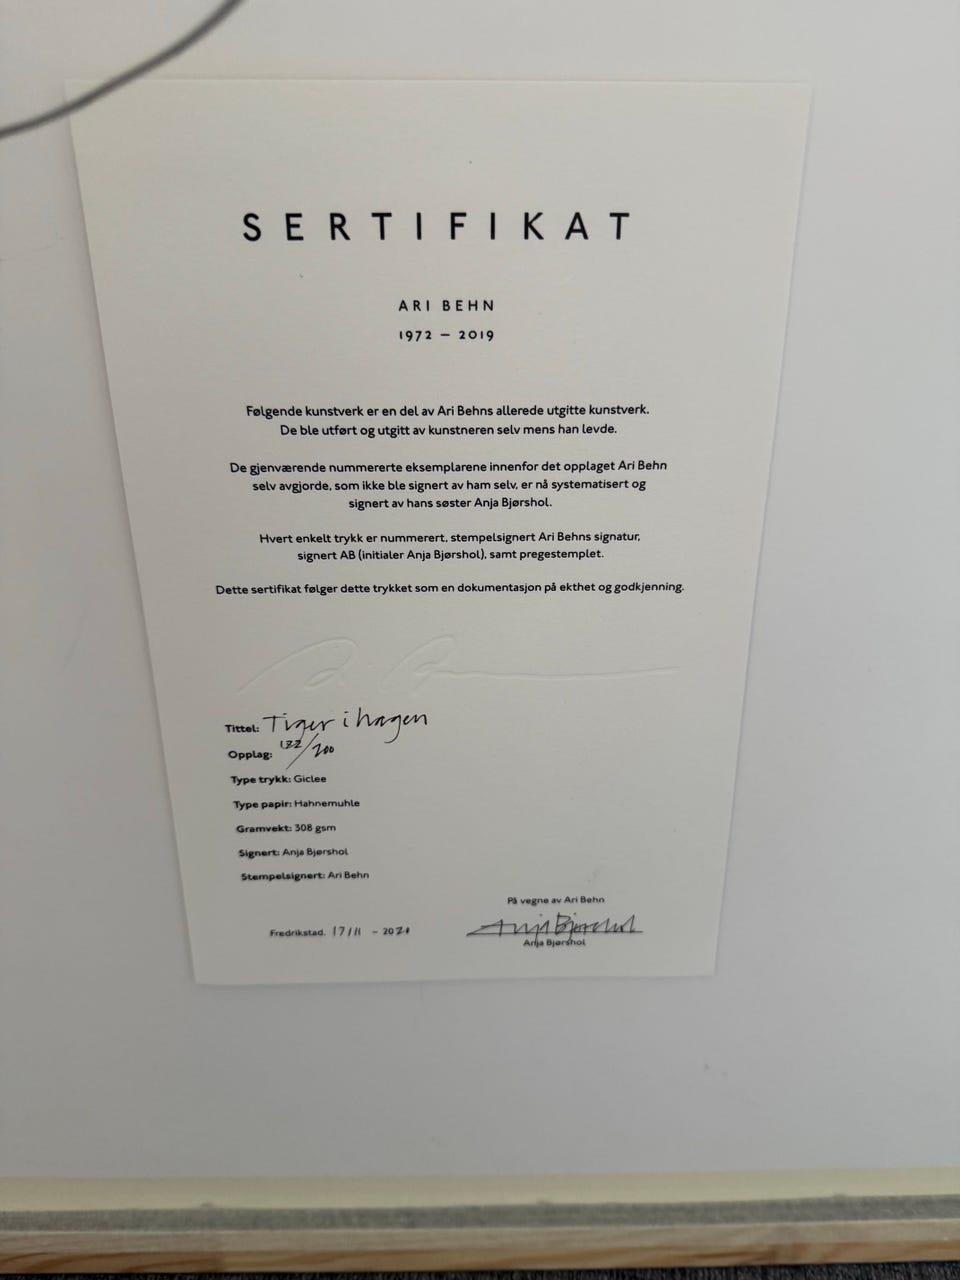 SERTIFIKAT
ARI BEHN
1972 – 2019
Følgende kunstverk er en del av Ari Behns allerede utgitte kunstverk.
De ble utført og utgitt av kunstneren selv mens han levde.
De gjenværende nummererte eksemplarene innenfor det opplaget Ari Behn
selv avgjorde, som ikke ble signert av ham selv, er nå systematisert og
signert av hans søster Anja Bjørshol.
Hvert enkelt trykk er nummerert, stempelsignert Ari Behns signatur,
signert AB (initialer Anja Bjørshol), samt pregestemplet.
Dette sertifikat følger dette trykket som en dokumentasjon på ekthet og godkjenning.
Tittel: Tiger i hagen
Opplag: 122/200
Type trykk: Giclee
Type papir: Hahnemuhle
Gramvekt: 308 gsm
Signert: Anja Bjørshol
Stempelsignert: Ari Behn
På vegne av Ari Behn
Fredrikstad, 17/11 - 2021
Anja Bjørshol
Anja Bjørshol